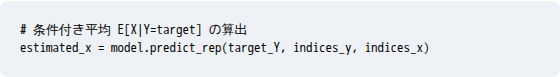 # 条件付き平均 E[X|Y=target] の算出
estimated_x = model.predict_rep(target_Y, indices_y, indices_x)